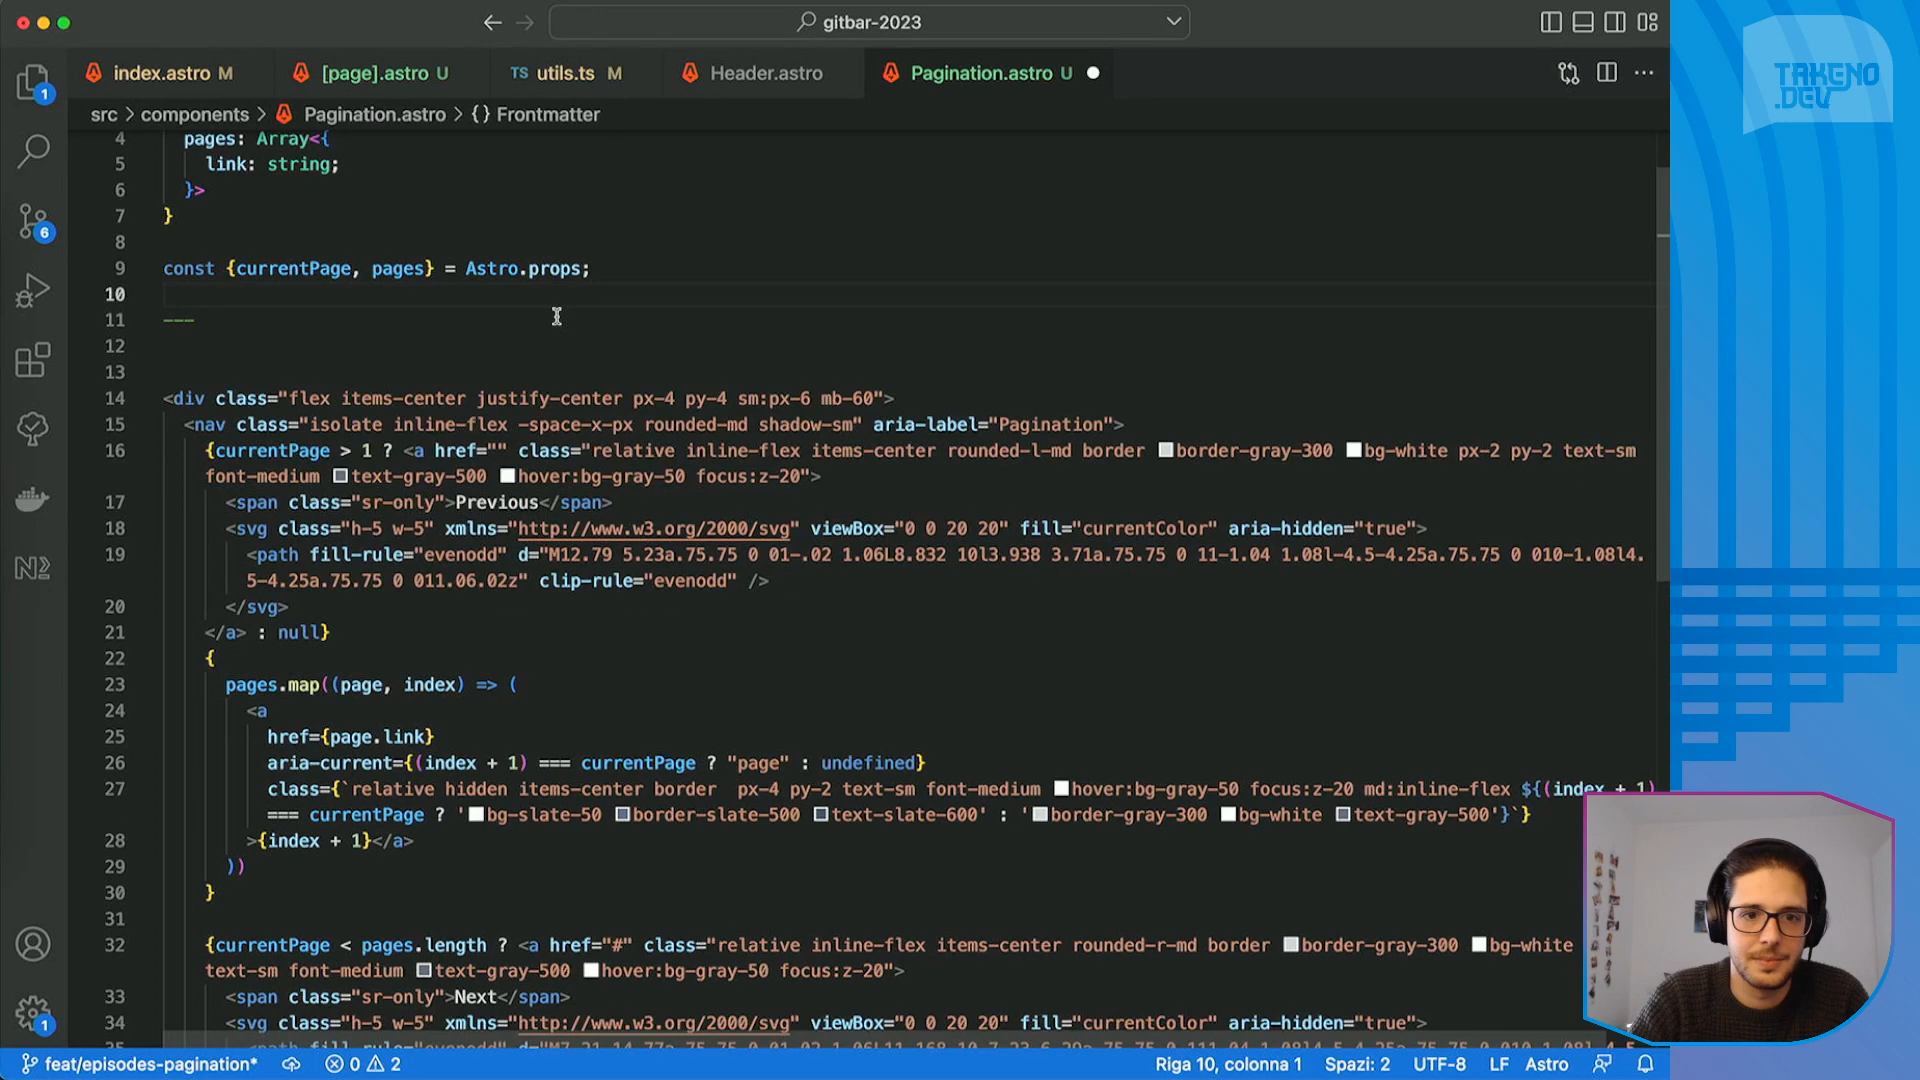 gitbar-2023
index.astro M
[page].astro U
TS utils.ts M
Header.astro
Pagination.astro U
src > components > Pagination.astro > {} Frontmatter
4 pages: Array<{
5 link: string;
6 }>
7 }
8
9 const {currentPage, pages} = Astro.props;
10
11 ---
12
13
14 <div class="flex items-center justify-center px-4 py-4 sm:px-6 mb-60">
15 <nav class="isolate inline-flex -space-x-px rounded-md shadow-sm" aria-label="Pagination">
16 {currentPage > 1 ? <a href="" class="relative inline-flex items-center rounded-l-md border border-gray-300 bg-white px-2 py-2 text-sm
font-medium text-gray-500 hover:bg-gray-50 focus:z-20">
17 <span class="sr-only">Previous</span>
18 <svg class="h-5 w-5" xmlns="http://www.w3.org/2000/svg" viewBox="0 0 20 20" fill="currentColor" aria-hidden="true">
19 <path fill-rule="evenodd" d="M12.79 5.23a.75.75 0 01-.02 1.06L8.832 10l3.938 3.71a.75.75 0 11-1.04 1.08l-4.5-4.25a.75.75 0 010-1.08l4.
5-4.25a.75.75 0 011.06.02z" clip-rule="evenodd" />
20 </svg>
21 </a> : null}
22 {
23 pages.map((page, index) => (
24 <a
25 href={page.link}
26 aria-current={(index + 1) === currentPage ? "page" : undefined}
27 class={`relative hidden items-center border  px-4 py-2 text-sm font-medium hover:bg-gray-50 focus:z-20 md:inline-flex ${(index + 1)
=== currentPage ? 'bg-slate-50 border-slate-500 text-slate-600' : 'border-gray-300 bg-white text-gray-500'}`}
28 >{index + 1}</a>
29 ))
30 }
31
32 {currentPage < pages.length ? <a href="#" class="relative inline-flex items-center rounded-r-md border border-gray-300 bg-white
text-sm font-medium text-gray-500 hover:bg-gray-50 focus:z-20">
33 <span class="sr-only">Next</span>
34 <svg class="h-5 w-5" xmlns="http://www.w3.org/2000/svg" viewBox="0 0 20 20" fill="currentColor" aria-hidden="true">
feat/episodes-pagination* 0 2
Riga 10, colonna 1 Spazi: 2 UTF-8 LF Astro
1
6
1
TAKENO
.DEV